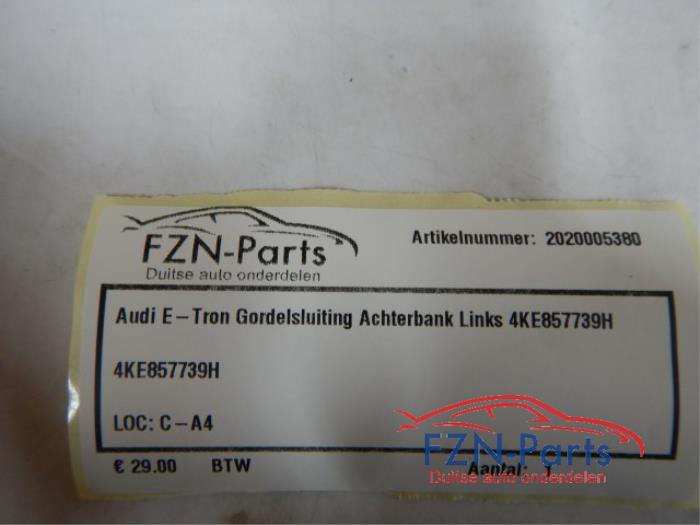 FZN-Parts
Duitse auto onderdelen
Artikelnummer: 2020005380
Audi E-Tron Gordelsluiting Achterbank Links 4KE857739H
4KE857739H
LOC: C-A4
€ 29.00 BTW
Aantal: 1
FZN-Parts
Duitse auto onderdelen